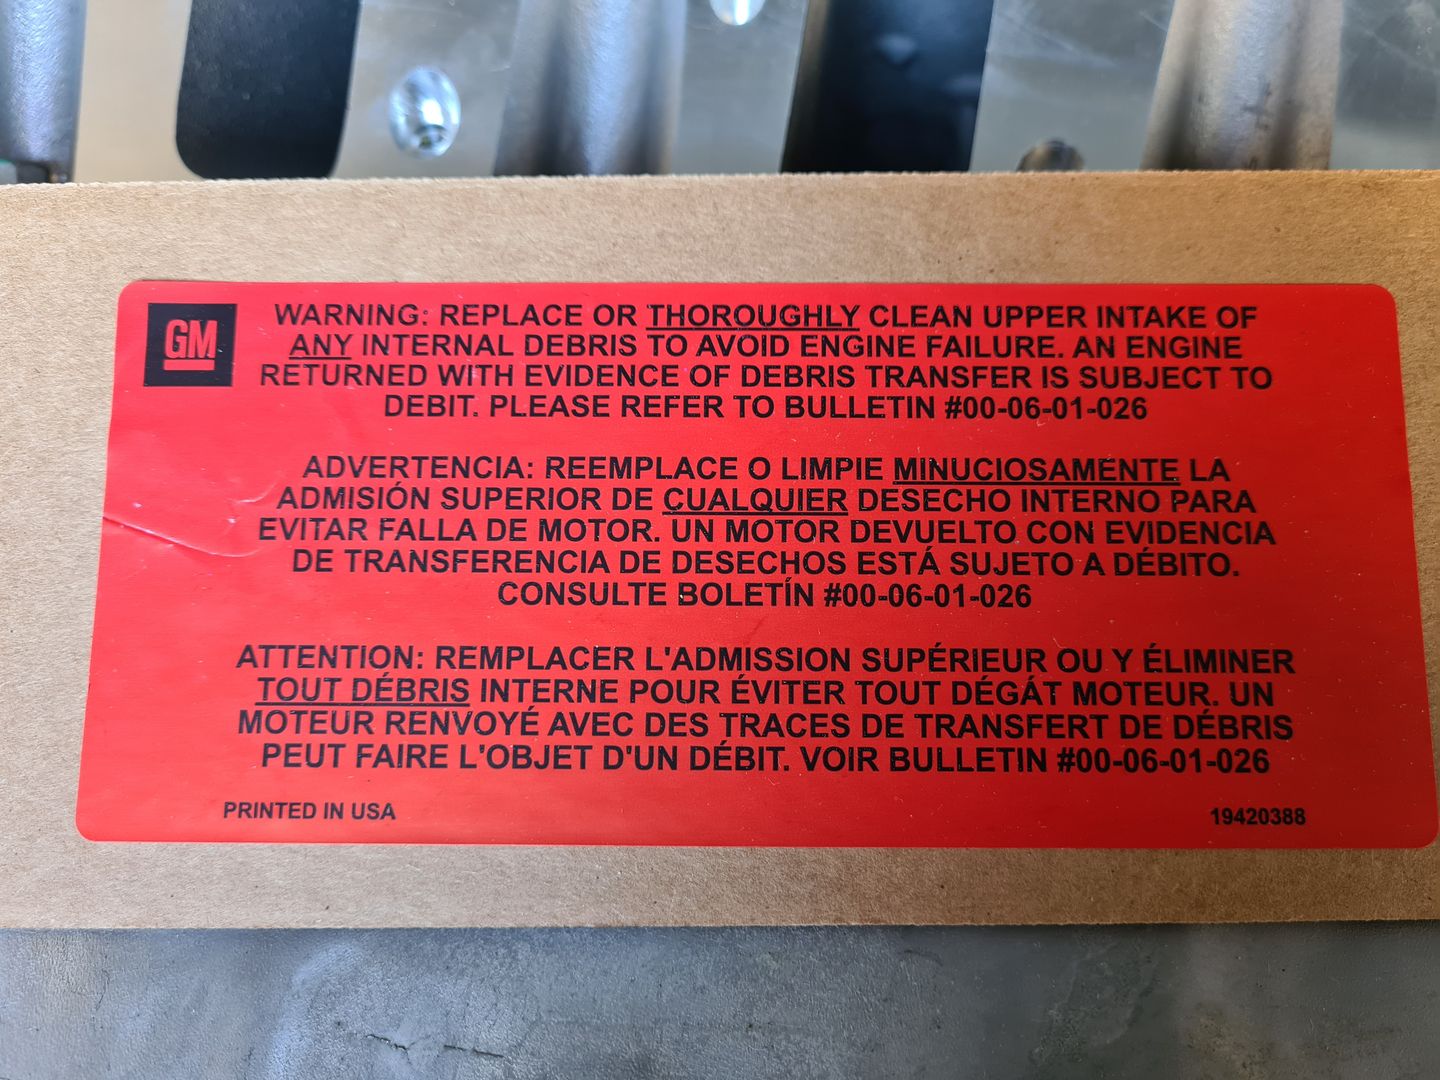 GM
WARNING: REPLACE OR THOROUGHLY CLEAN UPPER INTAKE OF
ANY INTERNAL DEBRIS TO AVOID ENGINE FAILURE. AN ENGINE
RETURNED WITH EVIDENCE OF DEBRIS TRANSFER IS SUBJECT TO
DEBIT. PLEASE REFER TO BULLETIN #00-06-01-026
ADVERTENCIA: REEMPLACE O LIMPIE MINUCIOSAMENTE LA
ADMISIÓN SUPERIOR DE CUALQUIER DESECHO INTERNO PARA
EVITAR FALLA DE MOTOR. UN MOTOR DEVUELTO CON EVIDENCIA
DE TRANSFERENCIA DE DESECHOS ESTÁ SUJETO A DÉBITO.
CONSULTE BOLETÍN #00-06-01-026
ATTENTION: REMPLACER L'ADMISSION SUPÉRIEUR OU Y ÉLIMINER
TOUT DÉBRIS INTERNE POUR ÉVITER TOUT DÉGÁT MOTEUR. UN
MOTEUR RENVOYÉ AVEC DES TRACES DE TRANSFERT DE DÉBRIS
PEUT FAIRE L'OBJET D'UN DÉBIT. VOIR BULLETIN #00-06-01-026
PRINTED IN USA
19420388